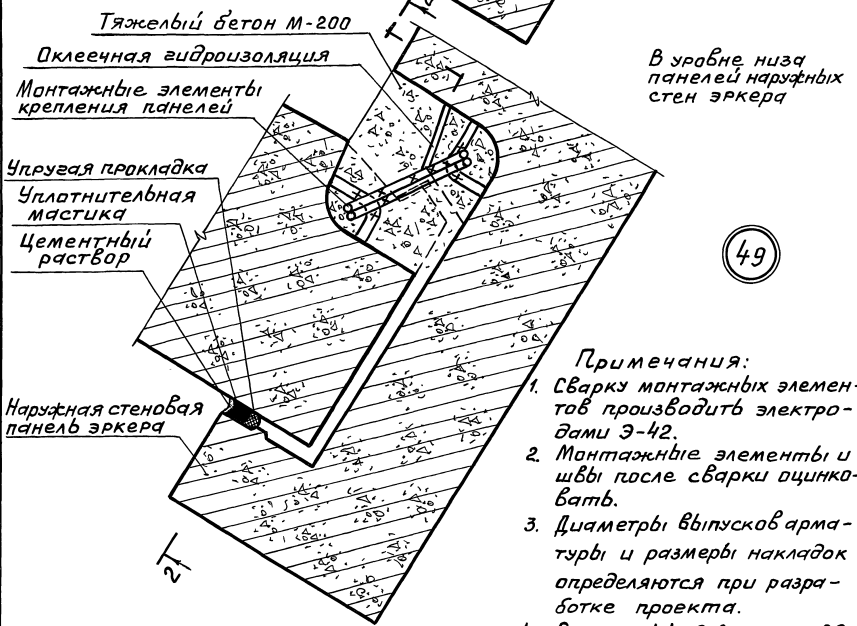 Тяжелый бетон М-200
Оклеечная гидроизоляция
Монтажные элементы
крепления панелей
Упругая прокладка
Уплотнительная
мастика
Цементный
раствор
Наружная стеновая
панель эркера
2
1
В уровне низа
панелей наружных
стен эркера
49
Примечания:
1. Сварку монтажных элемен-
тов производить электро-
дами Э-42.
2. Монтажные элементы и
швы после сварки оцинко-
вать.
3. Диаметры выпусков арма-
туры и размеры накладок
определяются при разра-
ботке проекта.